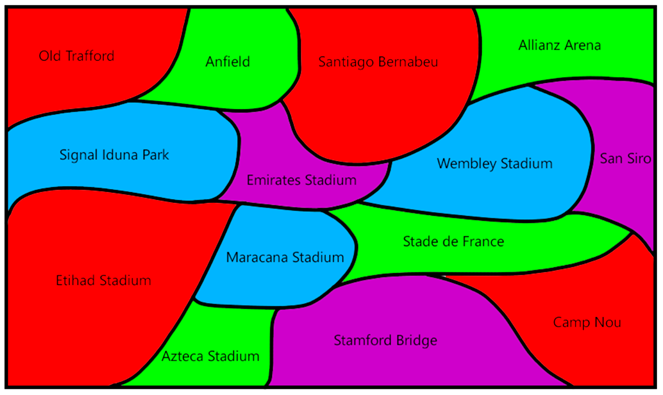 Old Trafford
Anfield
Santiago Bernabeu
Allianz Arena
Signal Iduna Park
Emirates Stadium
Wembley Stadium
San Siro
Etihad Stadium
Maracana Stadium
Stade de France
Azteca Stadium
Stamford Bridge
Camp Nou